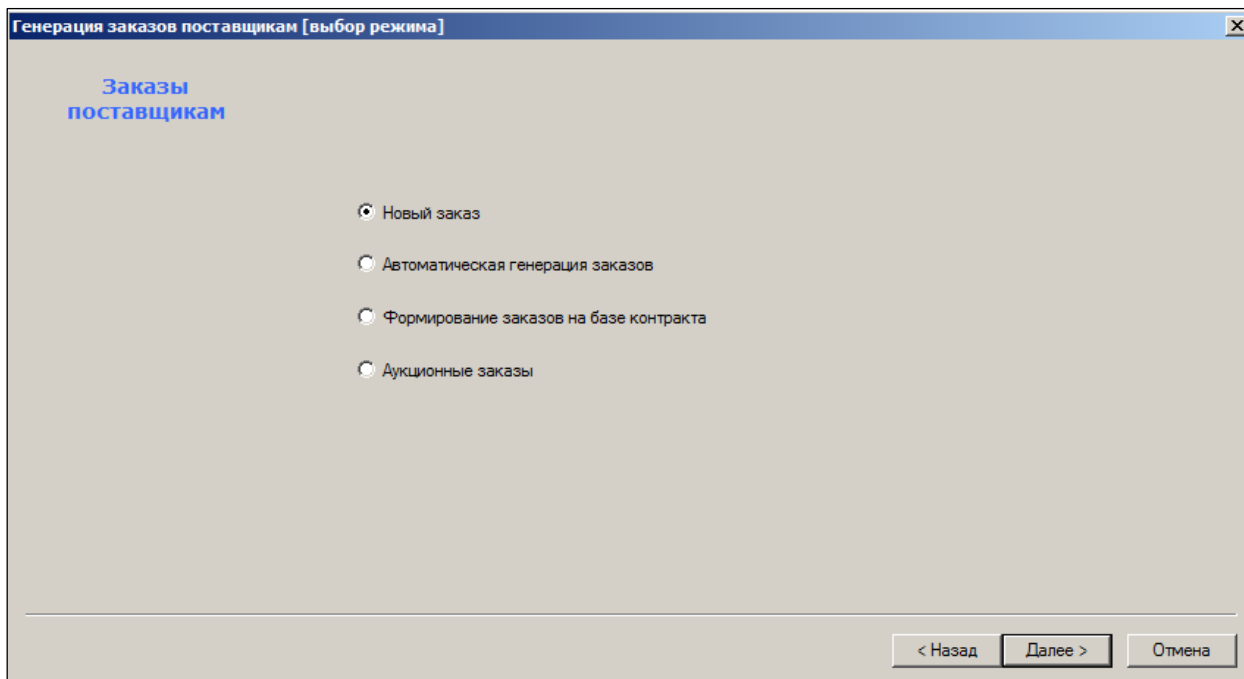 Генерация заказов поставщикам [выбор режима]
Заказы
поставщикам
Новый заказ
Автоматическая генерация заказов
Формирование заказов на базе контракта
Аукционные заказы
< Назад
Далее >
Отмена